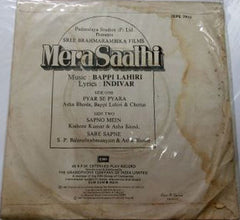 Padmalaya Studios (P) Ltd.
Presents
SREE BRAHMARAMBIKA FILMS'
Mera Saathi
Music : BAPPI LAHIRI
Lyrics : INDIVAR
SIDE ONE
PYAR SE PYARA
Asha Bhosle, Bappi Lahiri & Chorus
SIDE TWO
SAPNO MEIN
Kishore Kumar & Asha Bhosle
SARE SAPNE
S. P. Balasubrahmanyam & Asha Bhosle
EMI
45 R.P.M. EXTENDED PLAY RECORD
THE GRAMOPHONE COMPANY OF INDIA LIMITED